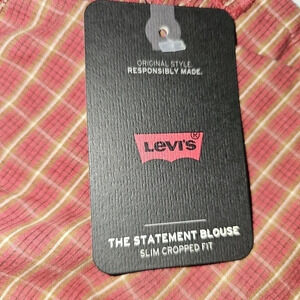 ORIGINAL STYLE.
RESPONSIBLY MADE.
LEVI'S®
THE STATEMENT BLOUSE
SLIM CROPPED FIT